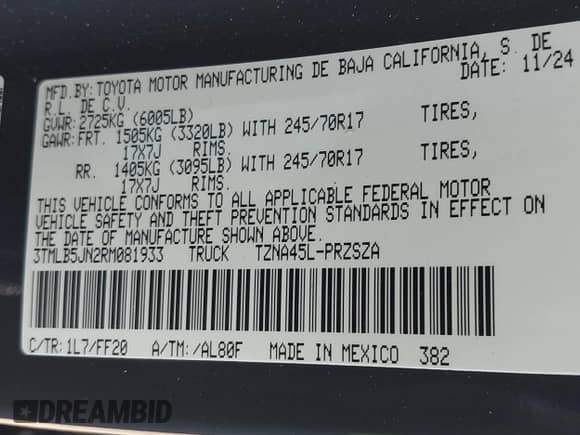 MFD.BY:TOYOTA MOTOR MANUFACTURING DE BAJA CALIFORNIA, S. DE
R.L. DE C.V. DATE: 11/24
GVWR:2725KG (6005LB)
GAWR:FRT. 1505KG (3320LB) WITH 245/70R17 TIRES,
17X7J RIMS.
RR. 1405KG (3095LB) WITH 245/70R17 TIRES,
17X7J RIMS.
THIS VEHICLE CONFORMS TO ALL APPLICABLE FEDERAL MOTOR
VEHICLE SAFETY AND THEFT PREVENTION STANDARDS IN EFFECT ON
THE DATE OF MANUFACTURE SHOWN ABOVE.
3TMLB5JN2RM081933 TRUCK TZNA45L-PRZSZA
C/TR:1L7/FF20 A/TM:/AL80F MADE IN MEXICO 382
DREAMBID